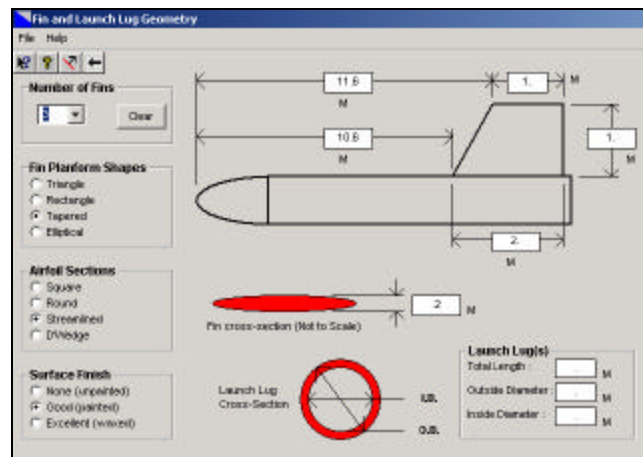 Fin and Launch Lug Geometry
File Help
Number of Fins
3
Clear
Fin Planform Shapes
Triangle
Rectangle
Tapered
Elliptical
Airfoil Sections
Square
Round
Streamlined
D'Wedge
Surface Finish
None (unpainted)
Good (painted)
Excellent (waxed)
11.6
M
1.
M
10.6
M
1.
M
2.
M
.2
M
Fin cross-section (Not to Scale)
Launch Lug
Cross-Section
I.D.
O.D.
Launch Lug(s)
Total Length :
.
M
Outside Diameter :
.
M
Inside Diameter :
.
M